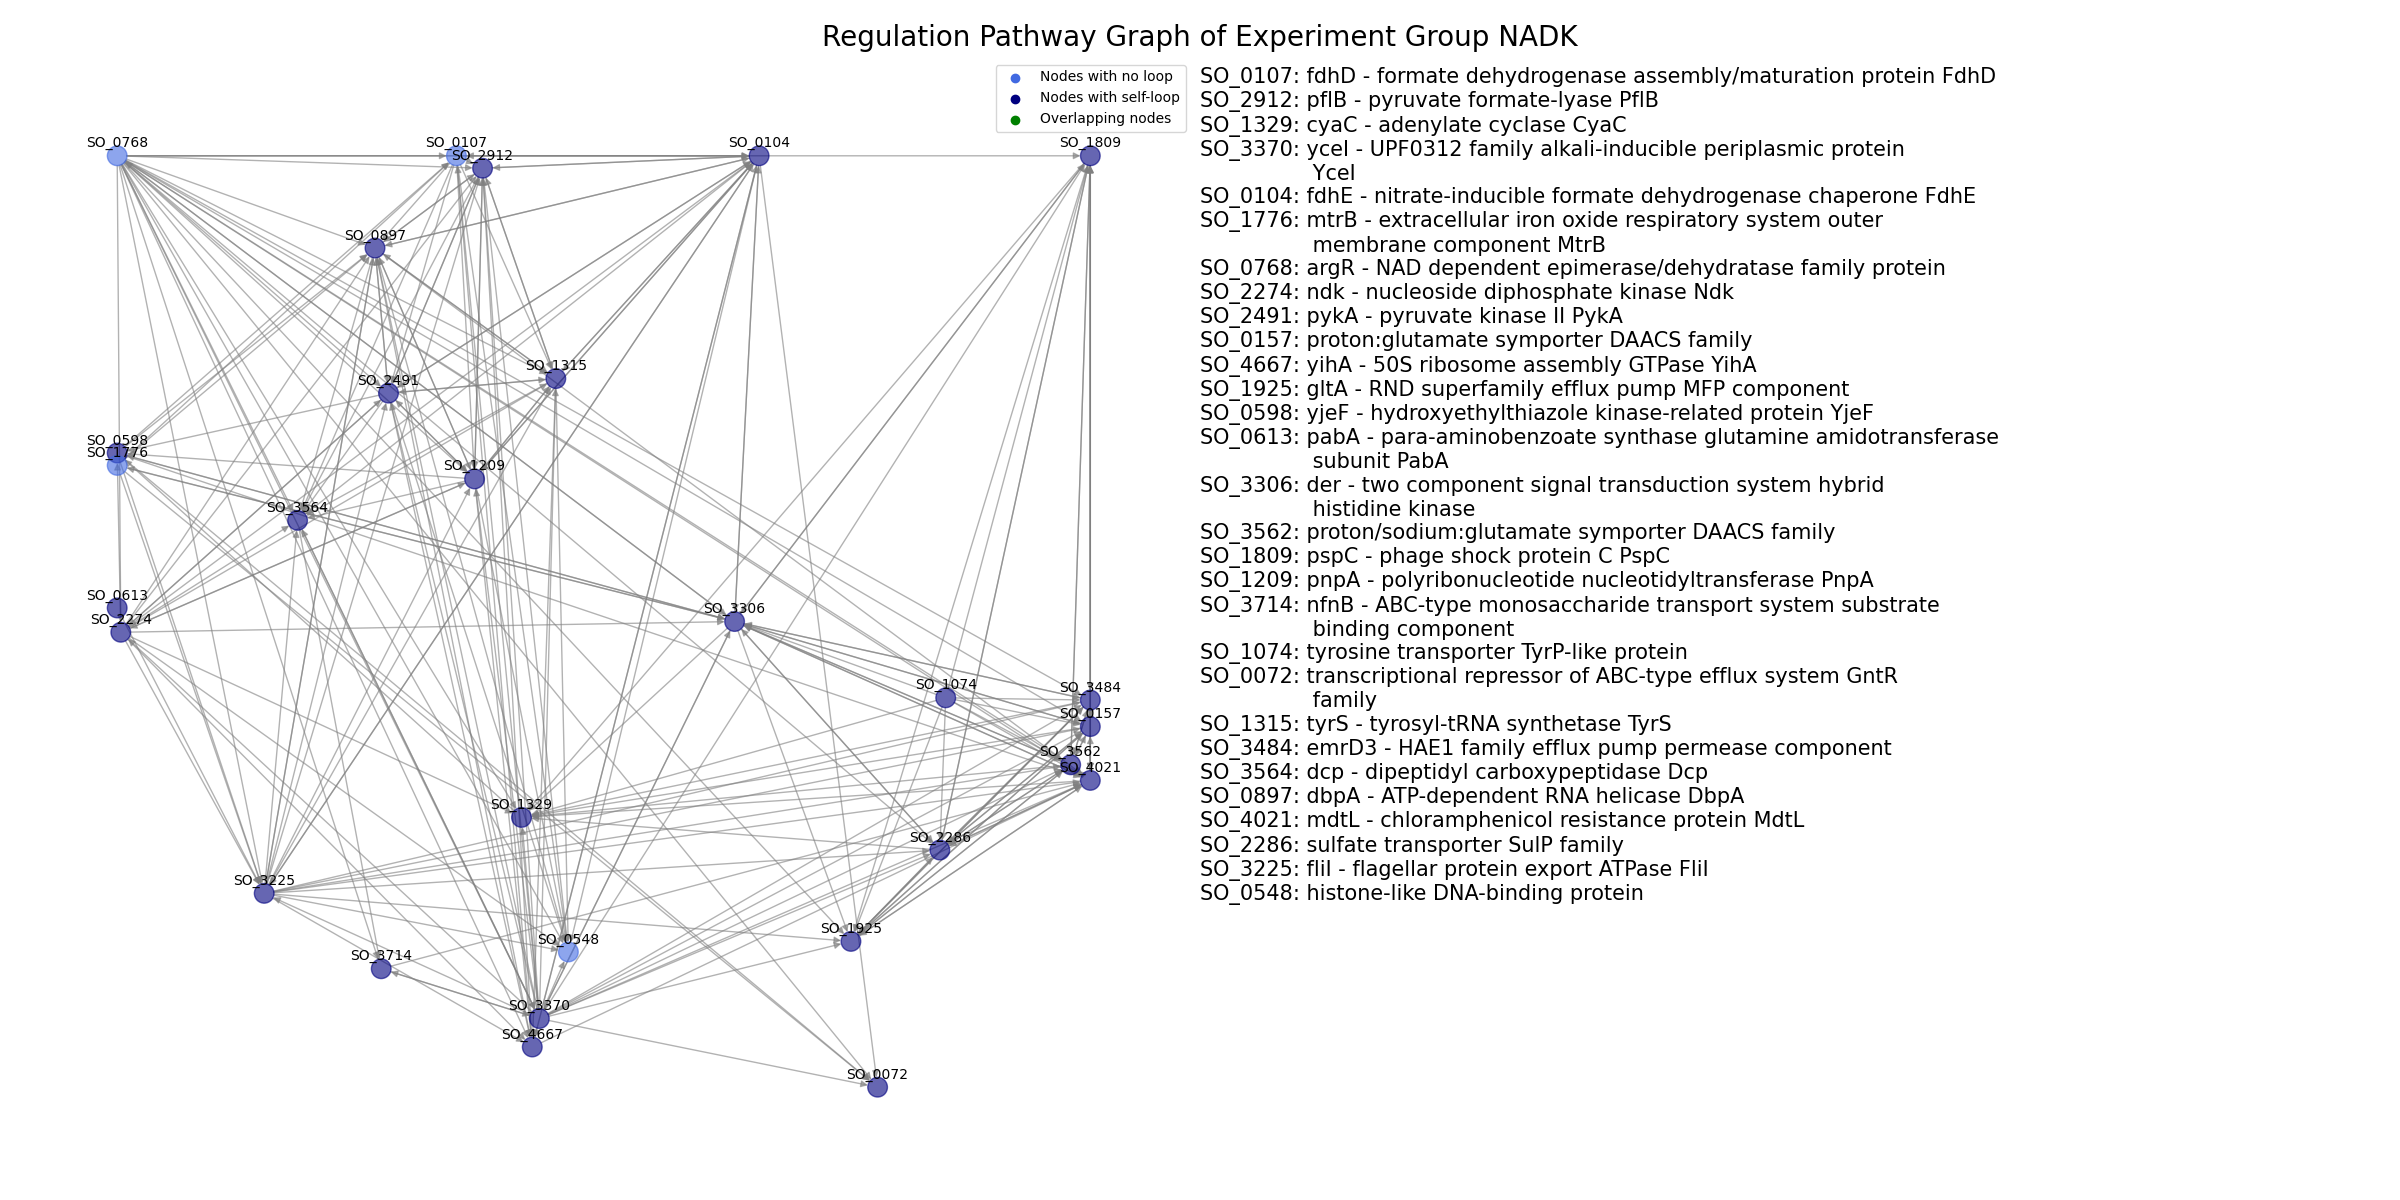 Regulation Pathway Graph of Experiment Group NADK
Nodes with no loop
Nodes with self-loop
Overlapping nodes
SO_0768
SO_0107
SO_2912
SO_0104
SO_1809
SO_0897
SO_1315
SO_2491
SO_0598
SO_1776
SO_1209
SO_3564
SO_0613
SO_2274
SO_3306
SO_1074
SO_3484
SO_0157
SO_3562
SO_4021
SO_1329
SO_2286
SO_3225
SO_1925
SO_0548
SO_3714
SO_3370
SO_4667
SO_0072
SO_0107: fdhD - formate dehydrogenase assembly/maturation protein FdhD
SO_2912: pflB - pyruvate formate-lyase PflB
SO_1329: cyaC - adenylate cyclase CyaC
SO_3370: yceI - UPF0312 family alkali-inducible periplasmic protein
YceI
SO_0104: fdhE - nitrate-inducible formate dehydrogenase chaperone FdhE
SO_1776: mtrB - extracellular iron oxide respiratory system outer
membrane component MtrB
SO_0768: argR - NAD dependent epimerase/dehydratase family protein
SO_2274: ndk - nucleoside diphosphate kinase Ndk
SO_2491: pykA - pyruvate kinase II PykA
SO_0157: proton:glutamate symporter DAACS family
SO_4667: yihA - 50S ribosome assembly GTPase YihA
SO_1925: gltA - RND superfamily efflux pump MFP component
SO_0598: yjeF - hydroxyethylthiazole kinase-related protein YjeF
SO_0613: pabA - para-aminobenzoate synthase glutamine amidotransferase
subunit PabA
SO_3306: der - two component signal transduction system hybrid
histidine kinase
SO_3562: proton/sodium:glutamate symporter DAACS family
SO_1809: pspC - phage shock protein C PspC
SO_1209: pnpA - polyribonucleotide nucleotidyltransferase PnpA
SO_3714: nfnB - ABC-type monosaccharide transport system substrate
binding component
SO_1074: tyrosine transporter TyrP-like protein
SO_0072: transcriptional repressor of ABC-type efflux system GntR
family
SO_1315: tyrS - tyrosyl-tRNA synthetase TyrS
SO_3484: emrD3 - HAE1 family efflux pump permease component
SO_3564: dcp - dipeptidyl carboxypeptidase Dcp
SO_0897: dbpA - ATP-dependent RNA helicase DbpA
SO_4021: mdtL - chloramphenicol resistance protein MdtL
SO_2286: sulfate transporter SulP family
SO_3225: fliI - flagellar protein export ATPase FliI
SO_0548: histone-like DNA-binding protein